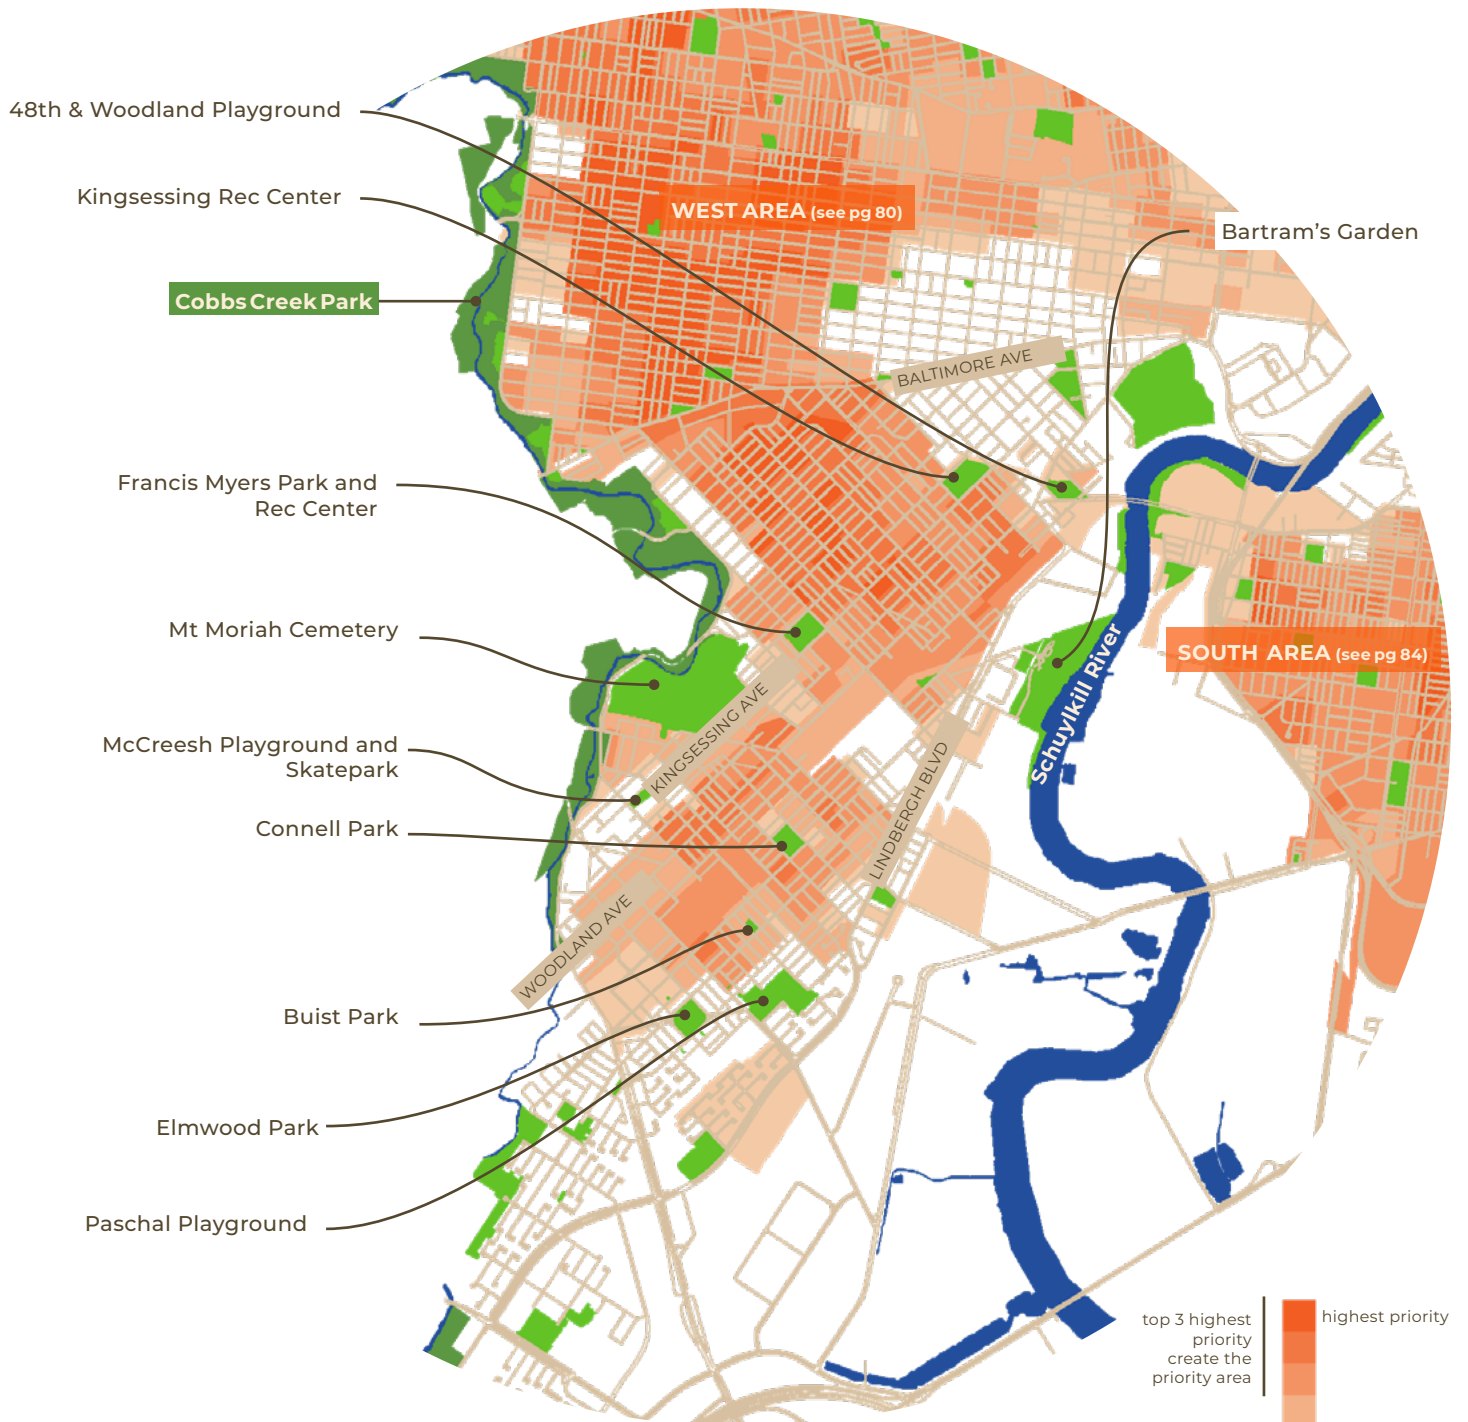 48th & Woodland Playground
Kingsessing Rec Center
WEST AREA (see pg 80)
Bartram's Garden
Cobbs Creek Park
BALTIMORE AVE
Francis Myers Park and
Rec Center
Mt Moriah Cemetery
SOUTH AREA (see pg 84)
Schuylkill River
KINGSESSING AVE
McCreesh Playground and
Skatepark
LINDBERGH BLVD
Connell Park
WOODLAND AVE
Buist Park
Elmwood Park
Paschal Playground
top 3 highest
priority
create the
priority area
highest priority